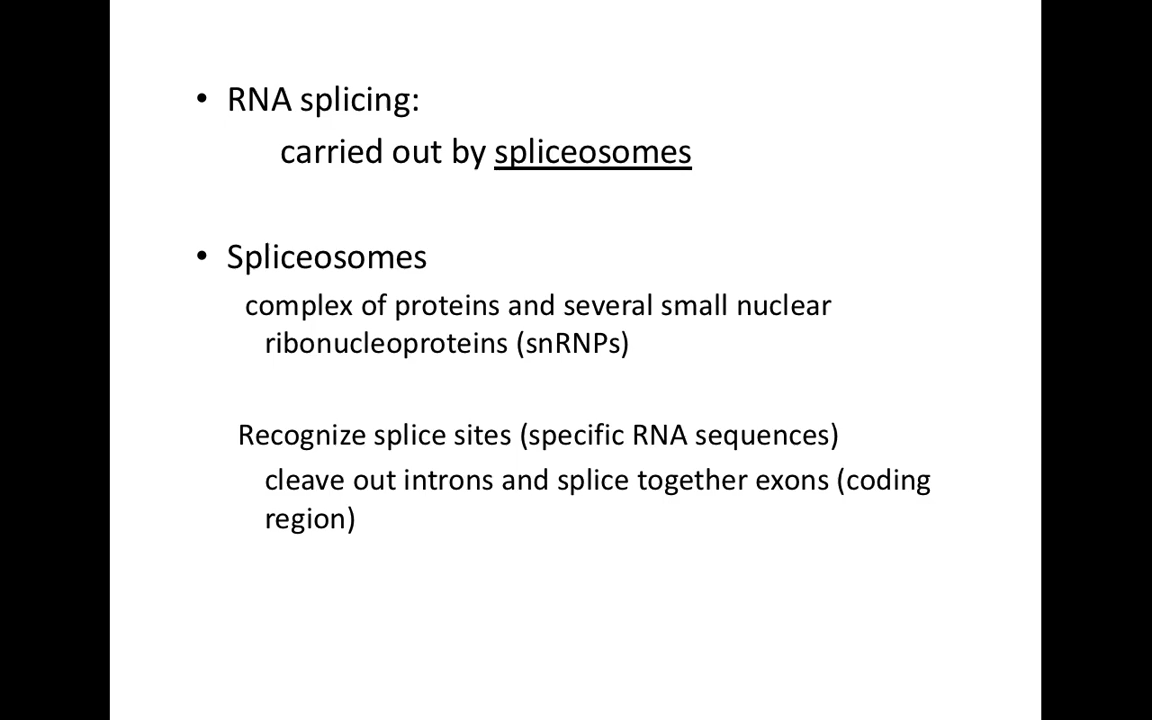 • RNA splicing:
carried out by spliceosomes
• Spliceosomes
complex of proteins and several small nuclear
ribonucleoproteins (snRNPs)
Recognize splice sites (specific RNA sequences)
cleave out introns and splice together exons (coding
region)